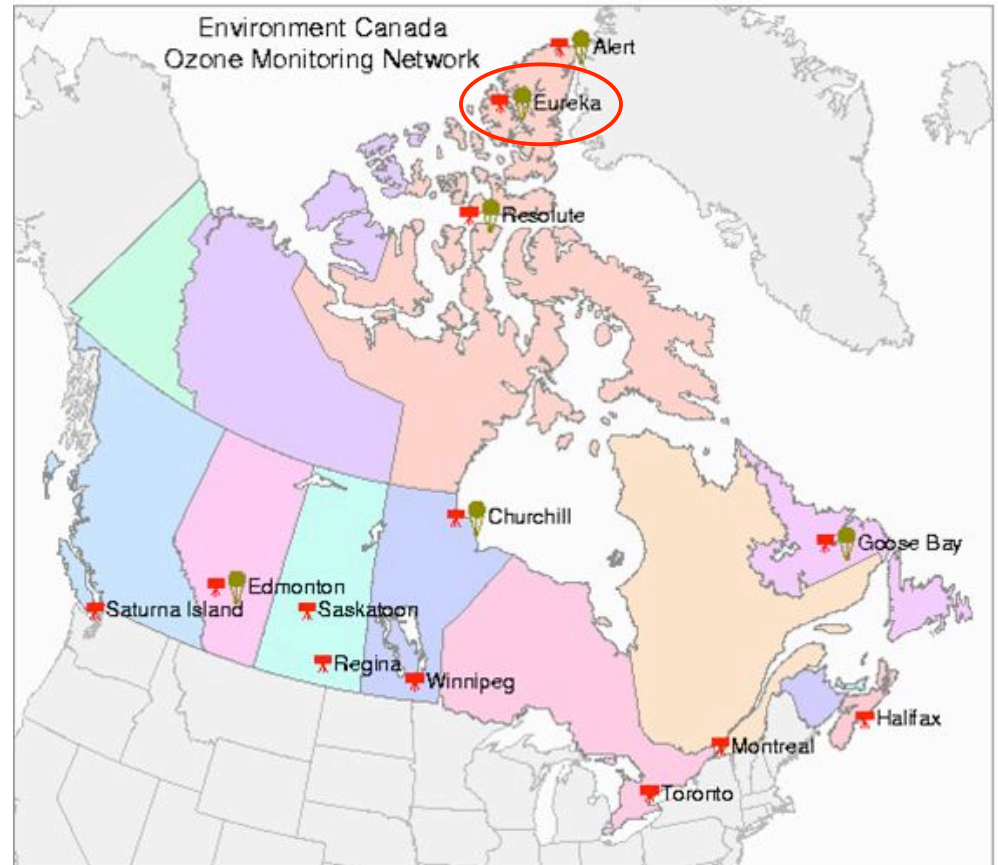 Environment Canada
Ozone Monitoring Network
Alert
Eureka
Resolute
Churchill
Goose Bay
Edmonton
Saturna Island
Saskatoon
Regina
Winnipeg
Halifax
Montreal
Toronto